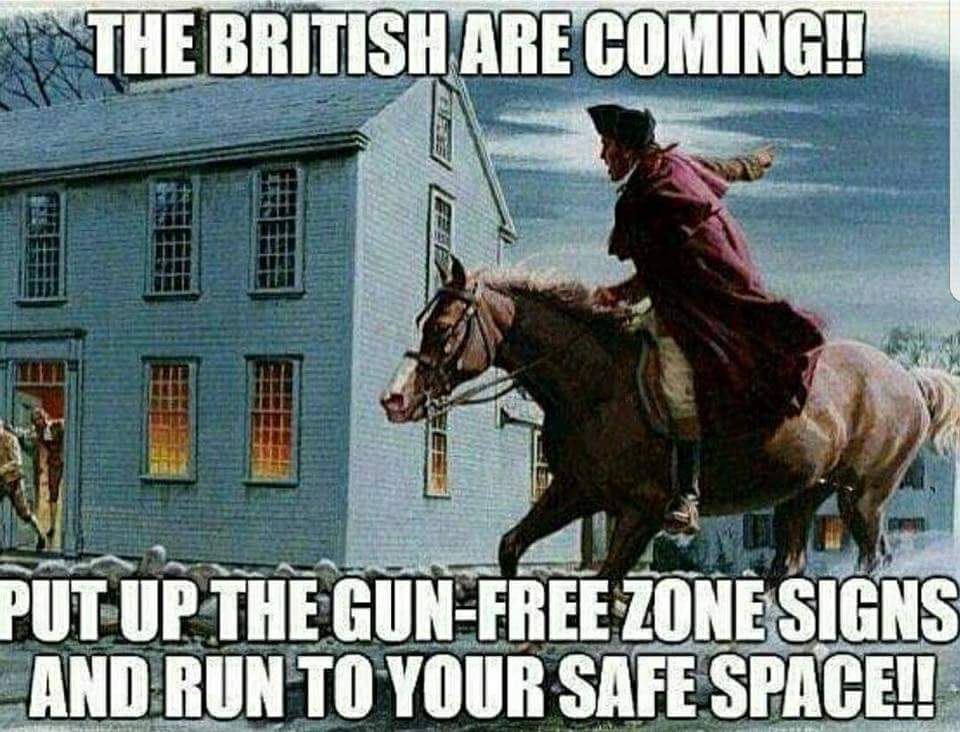 THE BRITISH ARE COMING!!
PUT UP THE GUN-FREE ZONE SIGNS
AND RUN TO YOUR SAFE SPACE!!